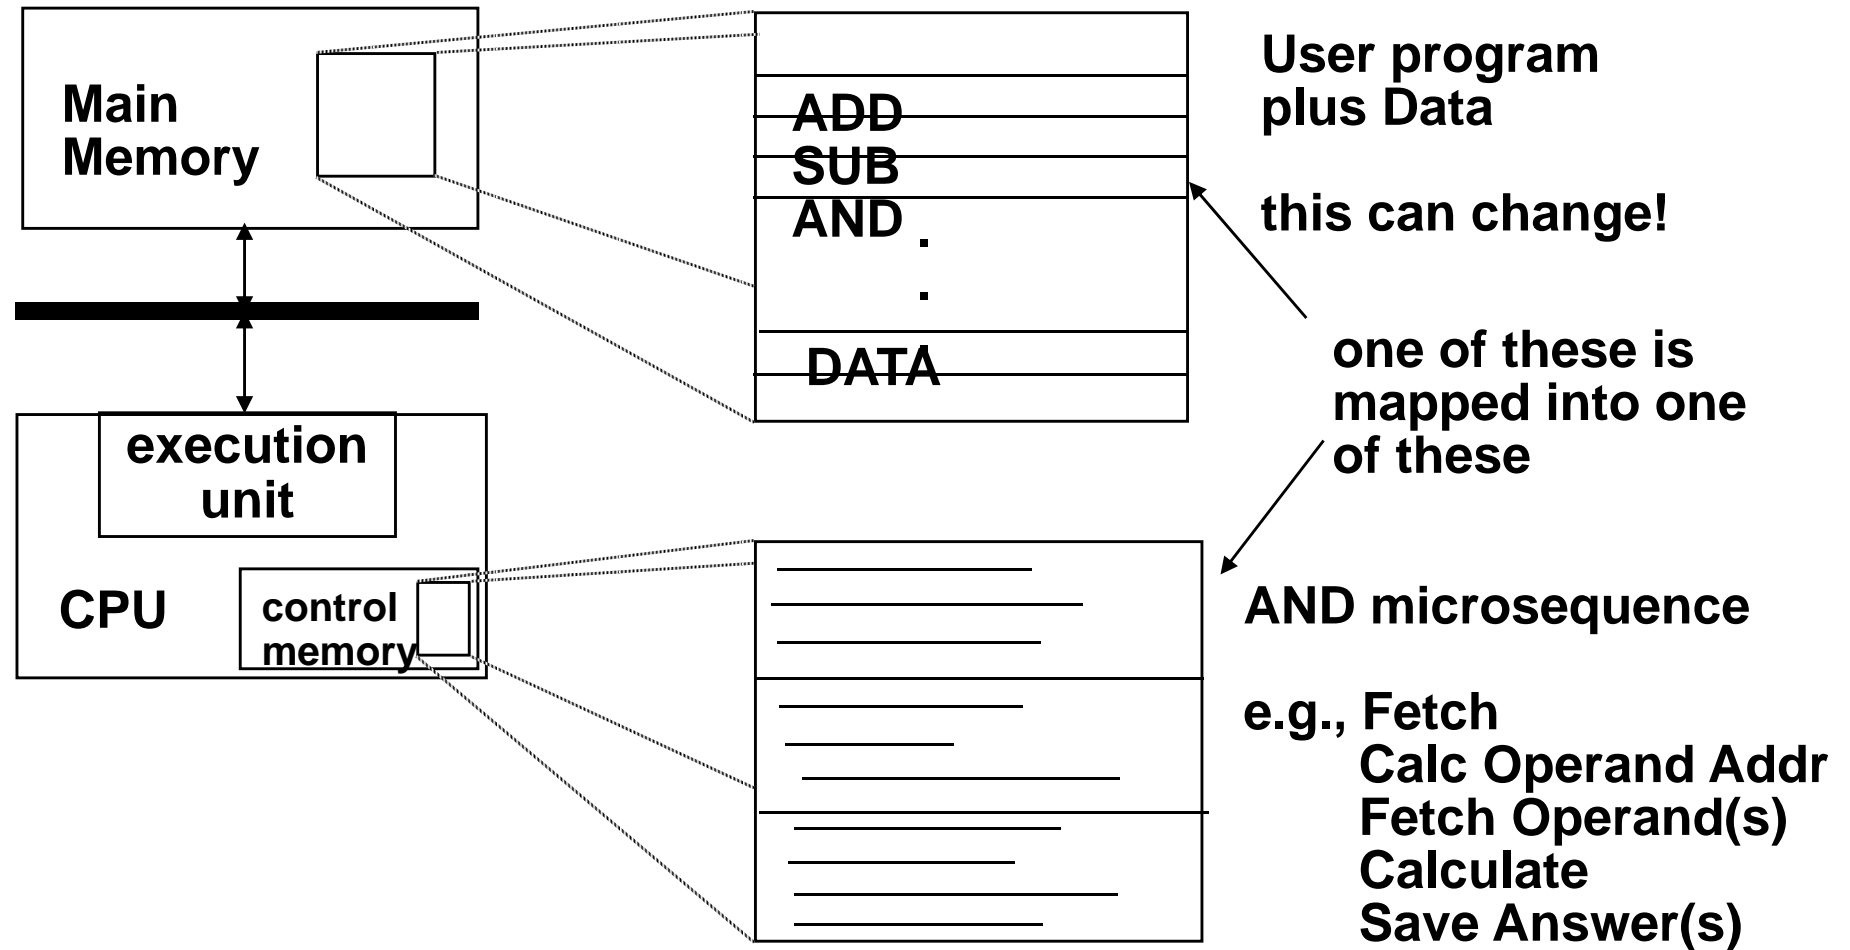 Main
Memory
execution
unit
CPU
control
memory
ADD
SUB
AND
.
.
.
DATA
User program
plus Data
this can change!
one of these is
mapped into one
of these
AND microsequence
e.g., Fetch
Calc Operand Addr
Fetch Operand(s)
Calculate
Save Answer(s)